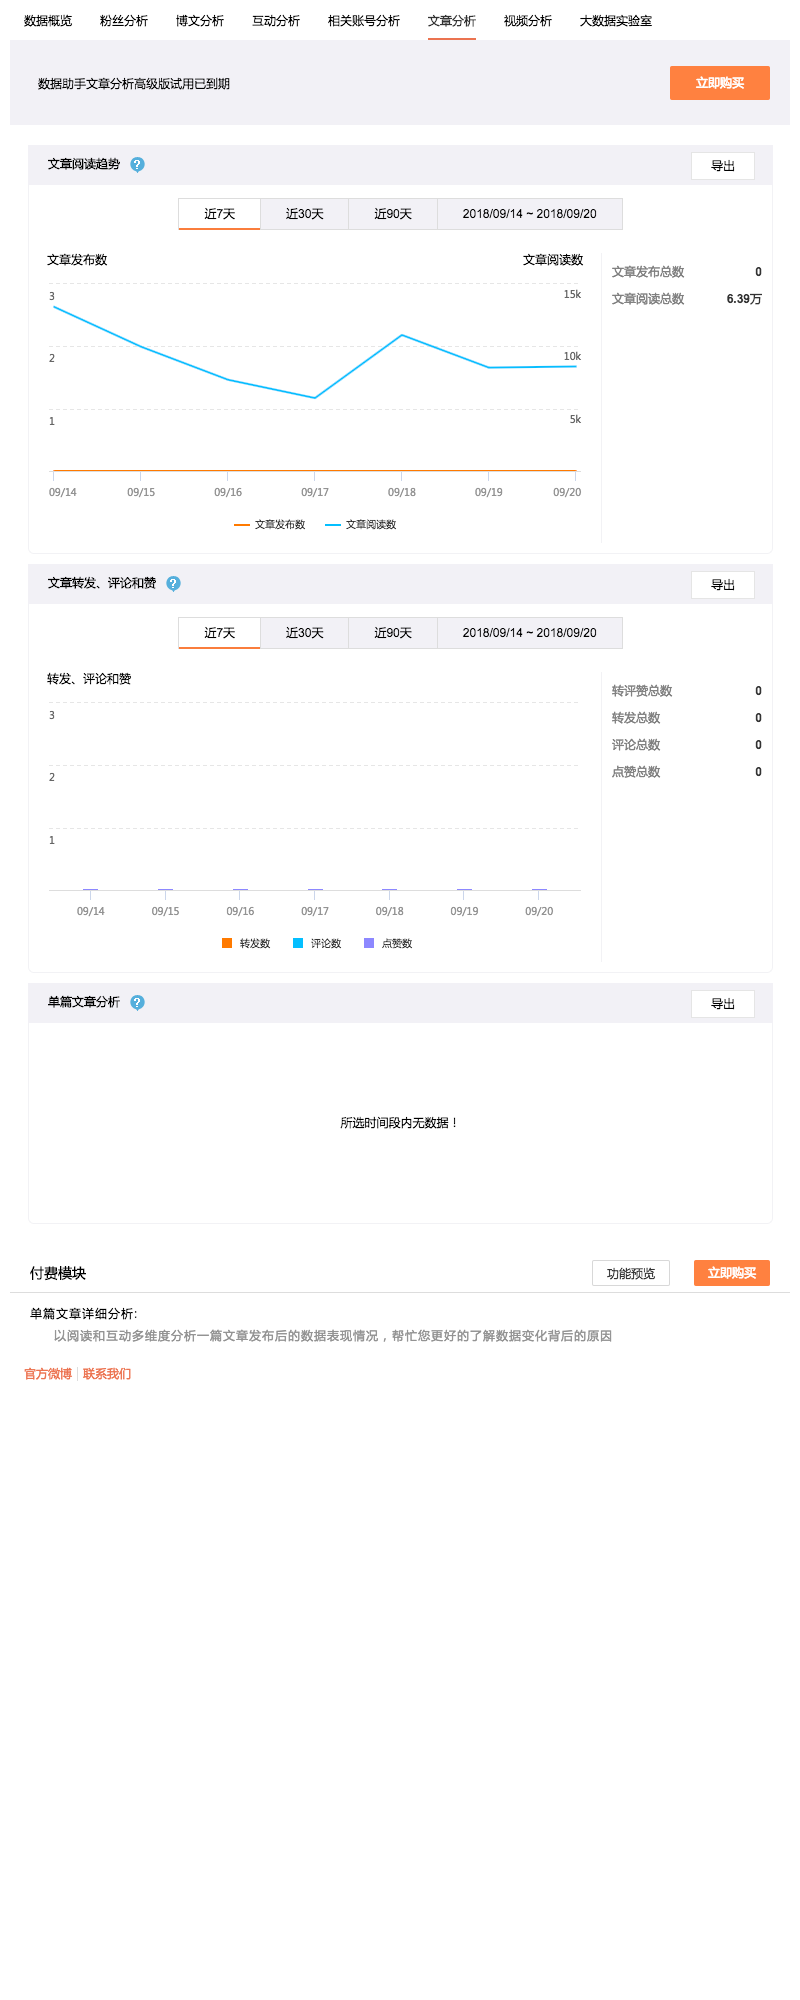 数据概览 粉丝分析 博文分析 互动分析 相关账号分析 文章分析 视频分析 大数据实验室
数据助手文章分析高级版试用已到期 立即购买
文章阅读趋势 ? 导出
近7天 近30天 近90天 2018/09/14 ~ 2018/09/20
文章发布数 文章阅读数
文章发布总数 0
文章阅读总数 6.39万
3 15k
2 10k
1 5k
09/14 09/15 09/16 09/17 09/18 09/19 09/20
文章发布数 文章阅读数
文章转发、评论和赞 ? 导出
近7天 近30天 近90天 2018/09/14 ~ 2018/09/20
转发、评论和赞
转评赞总数 0
转发总数 0
评论总数 0
点赞总数 0
3
2
1
09/14 09/15 09/16 09/17 09/18 09/19 09/20
转发数 评论数 点赞数
单篇文章分析 ? 导出
所选时间段内无数据！
付费模块 功能预览 立即购买
单篇文章详细分析:
以阅读和互动多维度分析一篇文章发布后的数据表现情况，帮忙您更好的了解数据变化背后的原因
官方微博 联系我们